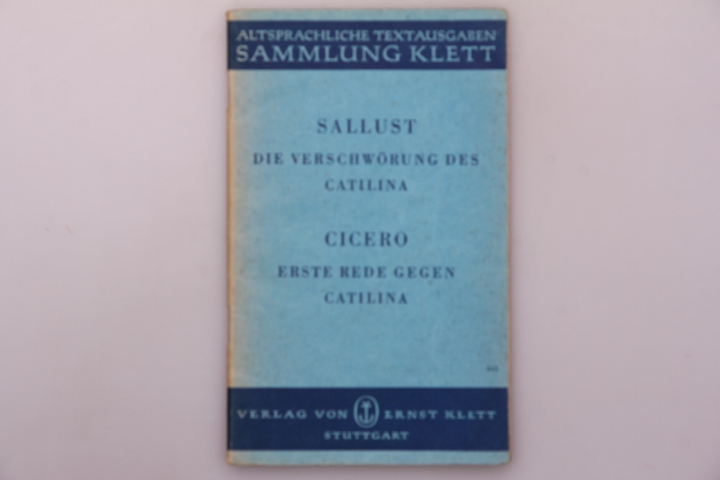 ALTSPRACHLICHE TEXTAUSGABEN
SAMMLUNG KLETT
SALLUST
DIE VERSCHWÖRUNG DES
CATILINA
CICERO
ERSTE REDE GEGEN
CATILINA
VERLAG VON ERNST KLETT
STUTTGART